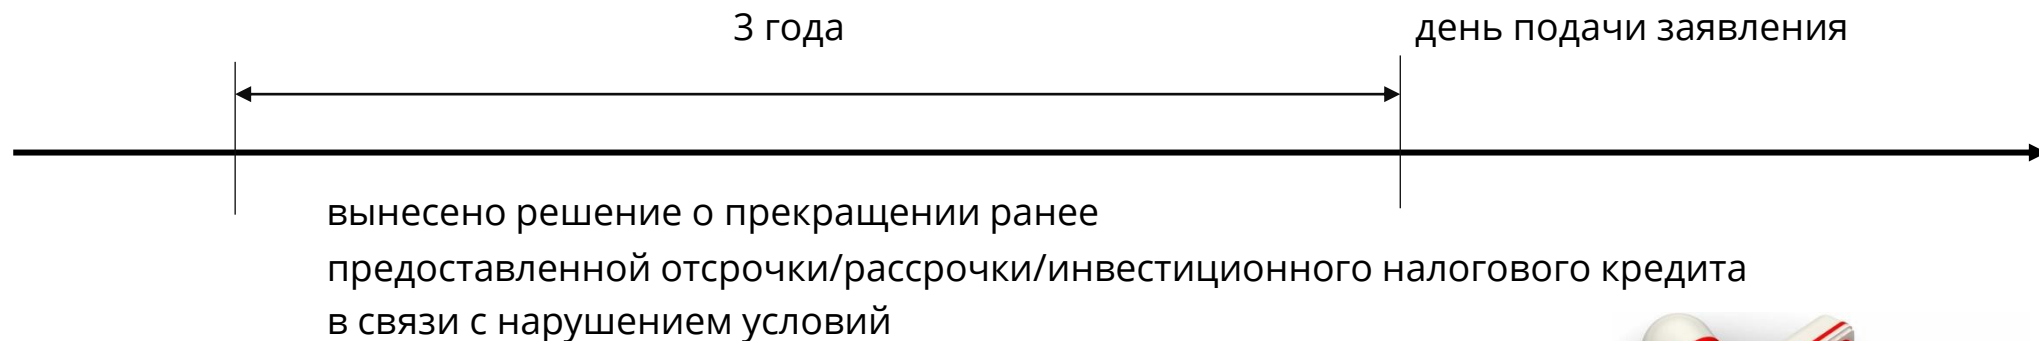 3 года
день подачи заявления
вынесено решение о прекращении ранее
предоставленной отсрочки/рассрочки/инвестиционного налогового кредита
в связи с нарушением условий